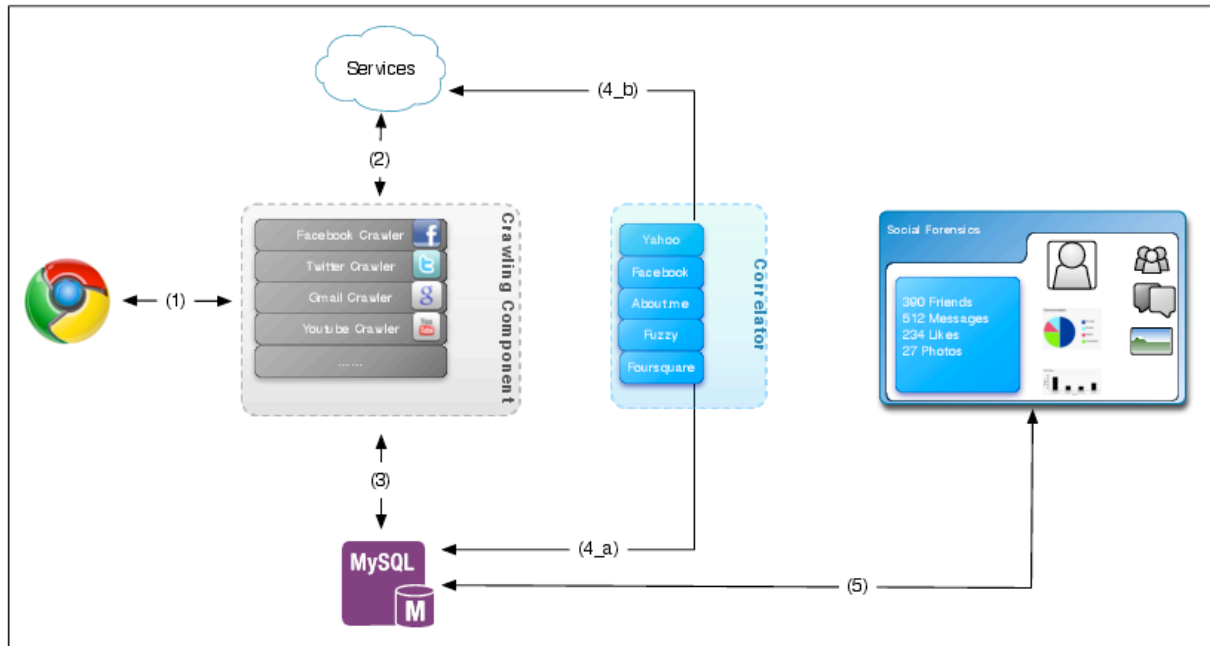 Services
(4_b)
(2)
Crawling Component
Facebook Crawler
Twitter Crawler
Gmail Crawler
Youtube Crawler
......
(1)
Correlator
Yahoo
Facebook
About.me
Fuzzy
Foursquare
Social Forensics
390 Friends
512 Messages
234 Likes
27 Photos
(3)
MySQL
M
(4_a)
(5)